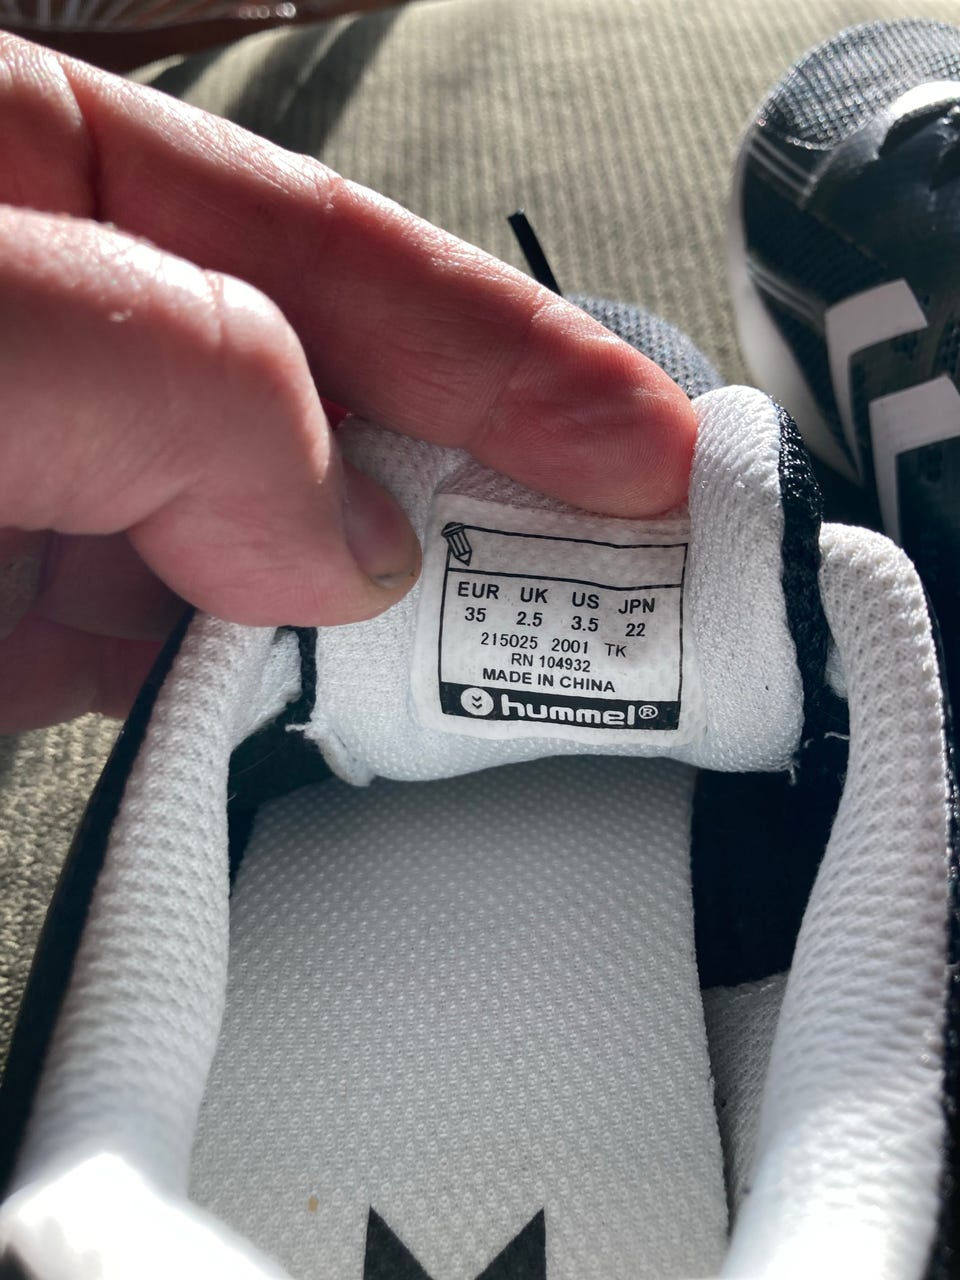 EUR UK US JPN
35 2.5 3.5 22
215025 2001 TK
RN 104932
MADE IN CHINA
hummel®